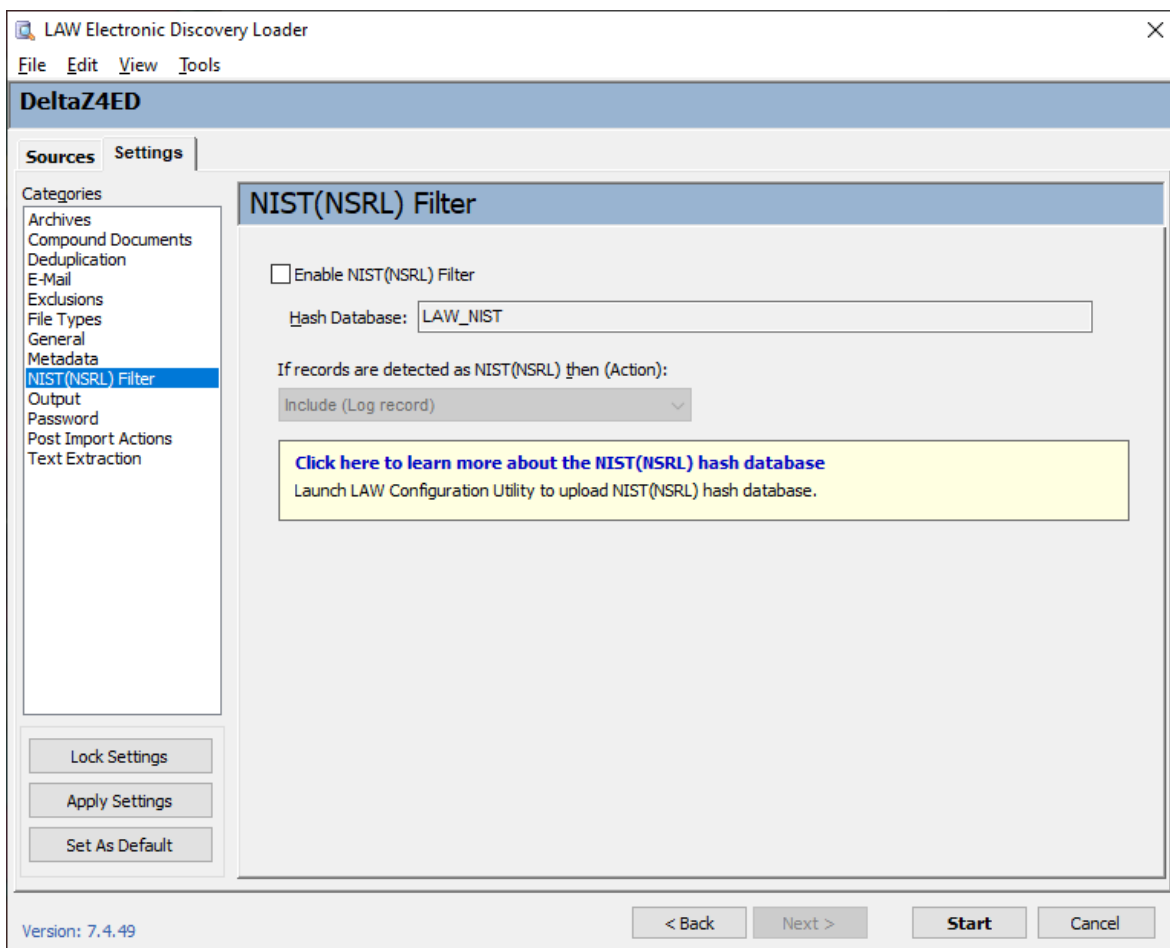 LAW Electronic Discovery Loader
File Edit View Tools
DeltaZ4ED
Sources Settings
Categories
Archives
Compound Documents
Deduplication
E-Mail
Exclusions
File Types
General
Metadata
NIST(NSRL) Filter
Output
Password
Post Import Actions
Text Extraction
Lock Settings
Apply Settings
Set As Default
NIST(NSRL) Filter
Enable NIST(NSRL) Filter
Hash Database: LAW_NIST
If records are detected as NIST(NSRL) then (Action):
Include (Log record)
Click here to learn more about the NIST(NSRL) hash database
Launch LAW Configuration Utility to upload NIST(NSRL) hash database.
Version: 7.4.49
< Back Next > Start Cancel